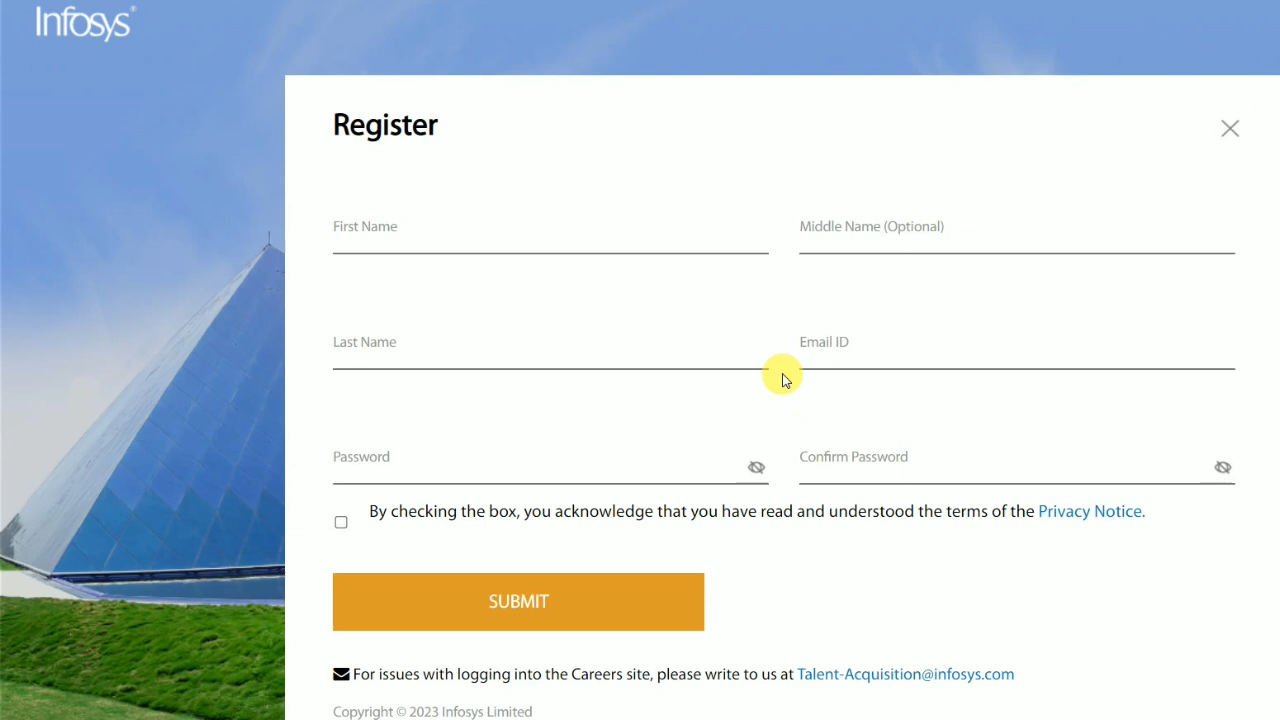 Infosys®
Register
First Name
Middle Name (Optional)
Last Name
Email ID
Password
Confirm Password
By checking the box, you acknowledge that you have read and understood the terms of the Privacy Notice.
SUBMIT
For issues with logging into the Careers site, please write to us at Talent-Acquisition@infosys.com
Copyright © 2023 Infosys Limited